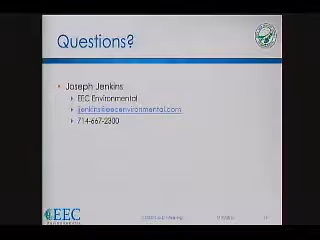 Questions?
Joseph Jenkins
EEC Environmental
jjenkins@eecenvironmental.com
714-667-2300
EEC